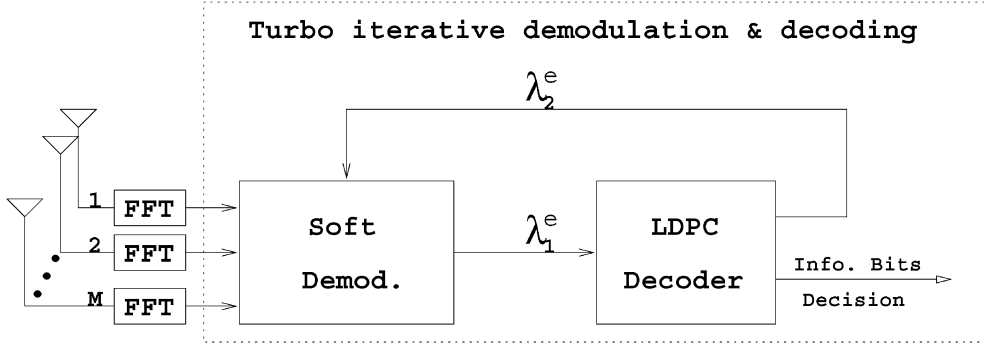 Turbo iterative demodulation & decoding
λ₂ᵉ
1
FFT
2
FFT
M
FFT
Soft
Demod.
λ₁ᵉ
LDPC
Decoder
Info. Bits
Decision